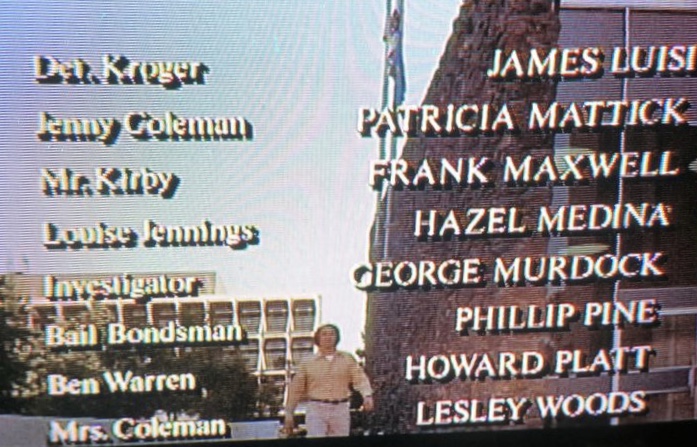 Det. Kroger JAMES LUISI
Jenny Coleman PATRICIA MATTICK
Mr. Kirby FRANK MAXWELL
Louise Jennings HAZEL MEDINA
Investigator GEORGE MURDOCK
Bail Bondsman PHILLIP PINE
Ben Warren HOWARD PLATT
Mrs. Coleman LESLEY WOODS